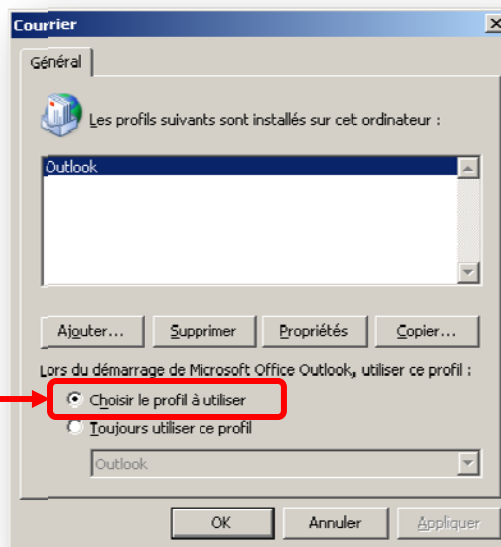 Courrier
Général
Les profils suivants sont installés sur cet ordinateur :
Outlook
Ajouter... Supprimer Propriétés Copier...
Lors du démarrage de Microsoft Office Outlook, utiliser ce profil :
Choisir le profil à utiliser
Toujours utiliser ce profil
Outlook
OK Annuler Appliquer